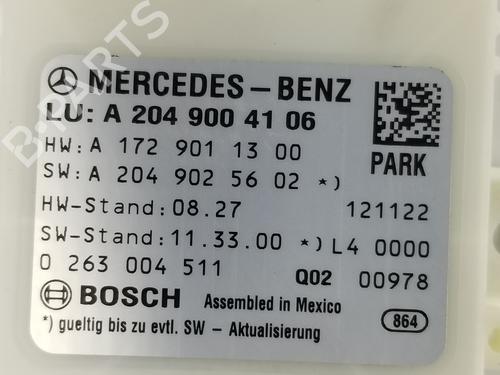 MERCEDES-BENZ
LU: A 204 900 41 06
HW: A 172 901 13 00
PARK
SW: A 204 902 56 02 *)
HW-Stand: 08.27 121122
SW-Stand: 11.33.00 *) L4 0000
0 263 004 511 Q02 00978
BOSCH Assembled in Mexico
*) gueltig bis zu evtl. SW - Aktualisierung 864
B-PARTS